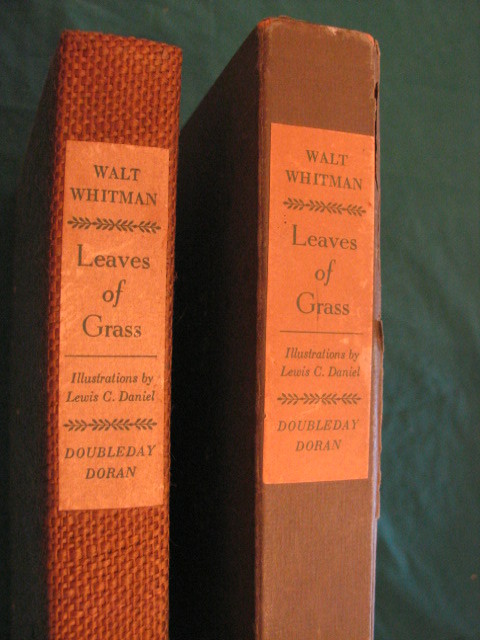 WALT
WHITMAN
Leaves
of
Grass
Illustrations by
Lewis C. Daniel
DOUBLEDAY
DORAN
WALT
WHITMAN
Leaves
of
Grass
Illustrations by
Lewis C. Daniel
DOUBLEDAY
DORAN